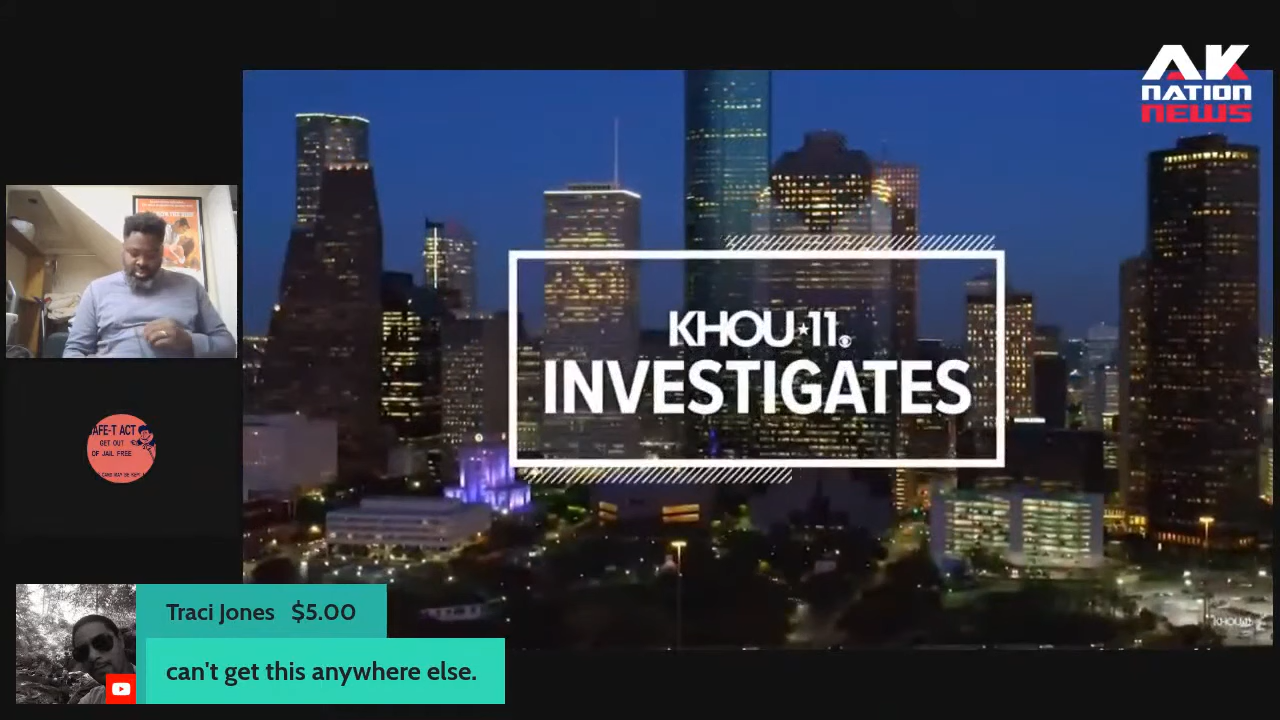 AK
NATION
NEWS
KHOU★11
INVESTIGATES
AFE-T ACT
GET OUT
OF JAIL FREE
Traci Jones $5.00
can't get this anywhere else.
KHOU11